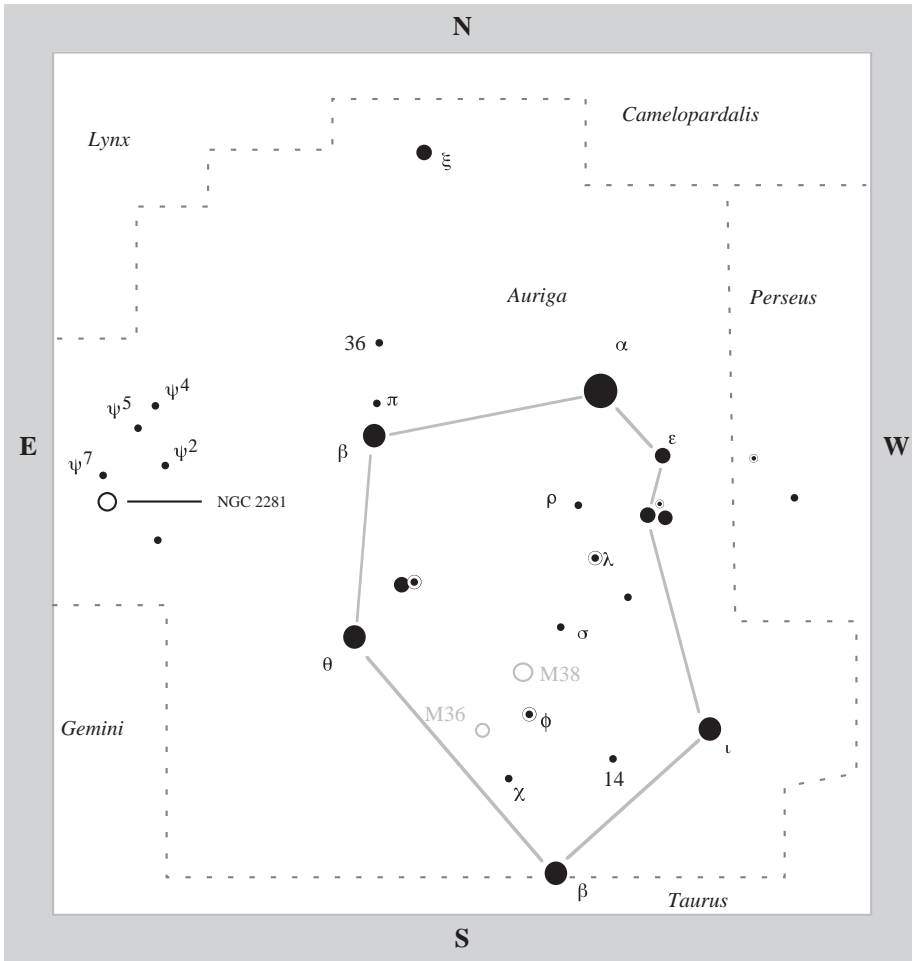 N
Camelopardalis
Lynx
ξ
Auriga
Perseus
36
α
ψ4
π
ψ5
ε
β
E
W
ψ2
ψ7
NGC 2281
ρ
λ
σ
θ
M38
M36
ϕ
Gemini
ι
14
χ
β
Taurus
S